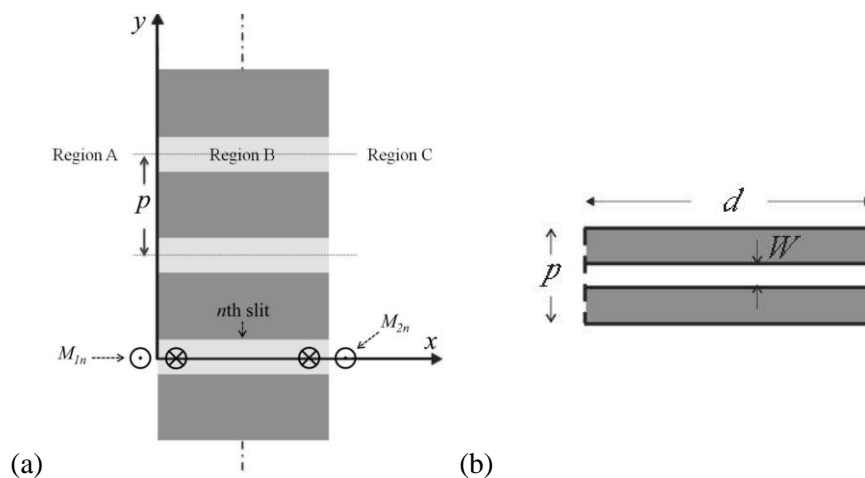 y
Region A
Region B
Region C
p
nth slit
M2n
M1n
x
(a)
d
W
p
(b)